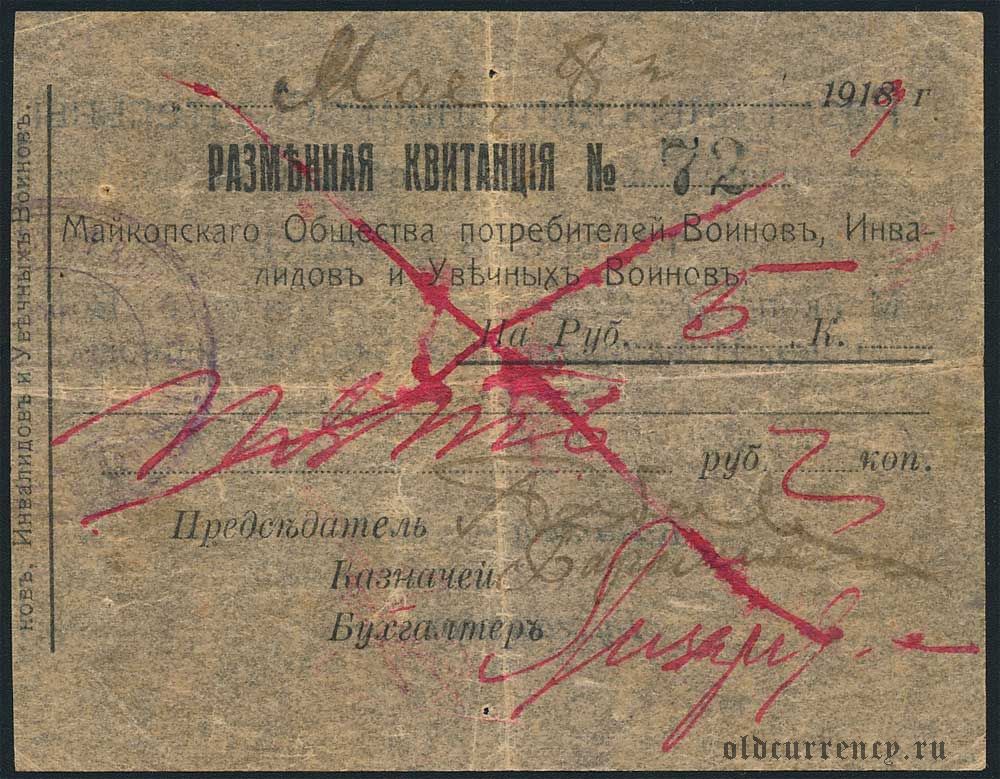 Мая 8 1918 г
РАЗМѢННАЯ КВИТАНЦІЯ № 72
Майкопскаго Общества потребителей Воиновъ, Инва-
лидовъ и Увѣчныхъ Воиновъ.
На Руб. 5 К.
руб коп.
Предсѣдатель
Казначей
Бухгалтеръ
новъ, Инвалидовъ и Увѣчныхъ Воиновъ.
oldcurrency.ru